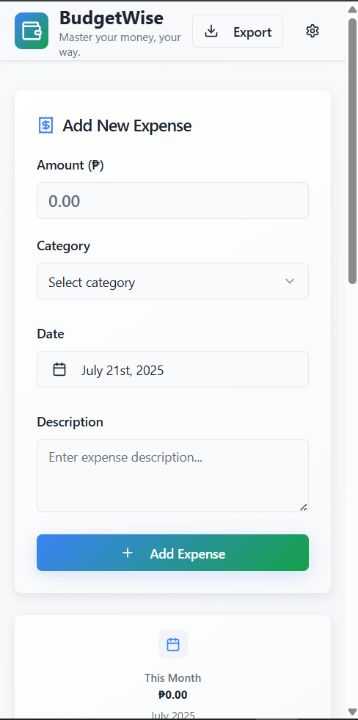 BudgetWise
Master your money, your
way.
Export
Add New Expense
Amount (₱)
0.00
Category
Select category
Date
July 21st, 2025
Description
Enter expense description...
+ Add Expense
This Month
₱0.00
July 2025